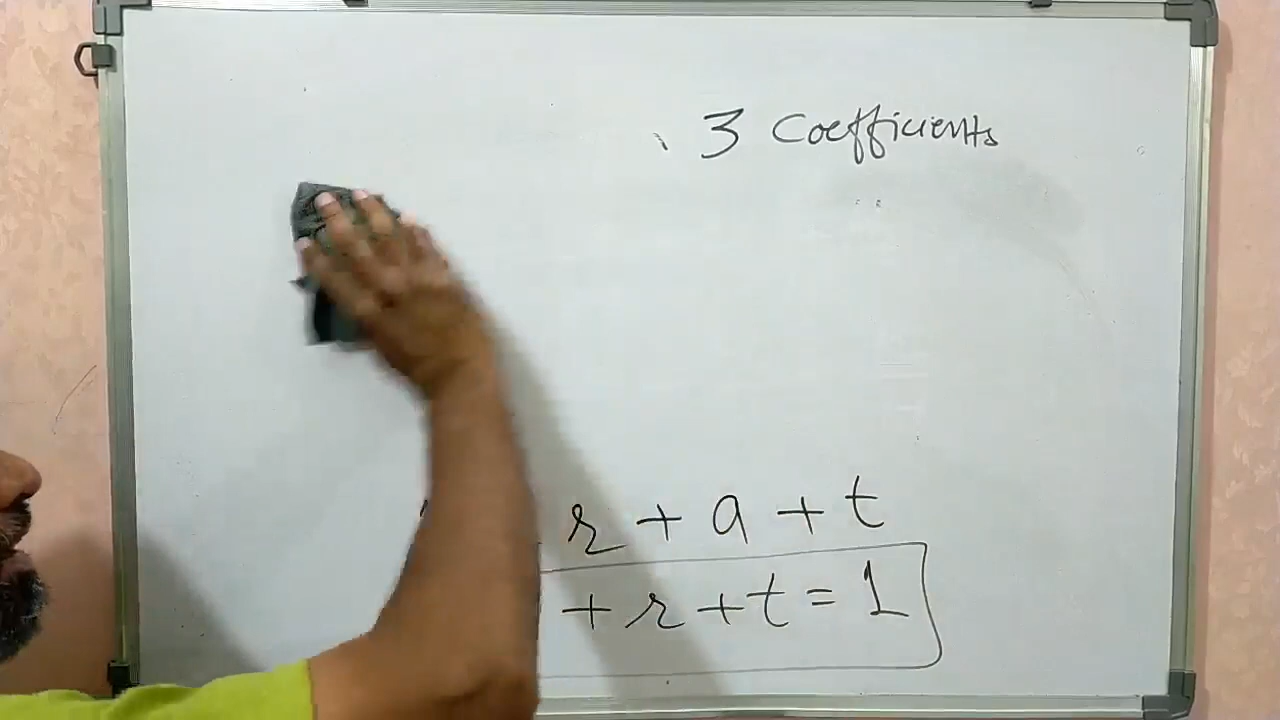 3 Coefficients
r + a + t
+ r + t = 1